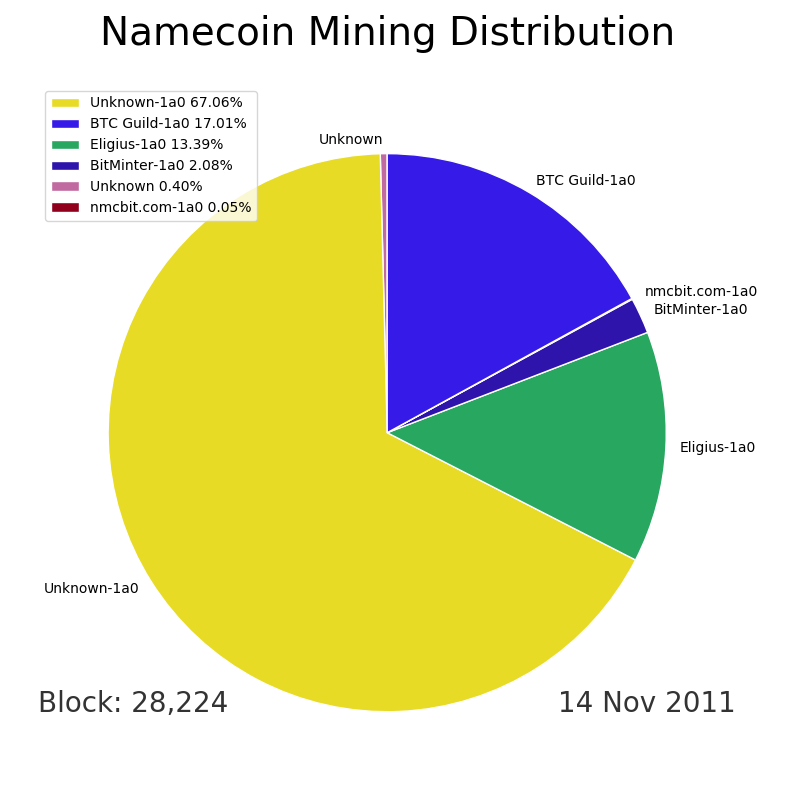 Namecoin Mining Distribution
Unknown-1a0 67.06%
BTC Guild-1a0 17.01%
Eligius-1a0 13.39%
BitMinter-1a0 2.08%
Unknown 0.40%
nmcbit.com-1a0 0.05%
Unknown
BTC Guild-1a0
nmcbit.com-1a0
BitMinter-1a0
Eligius-1a0
Unknown-1a0
Block: 28,224
14 Nov 2011